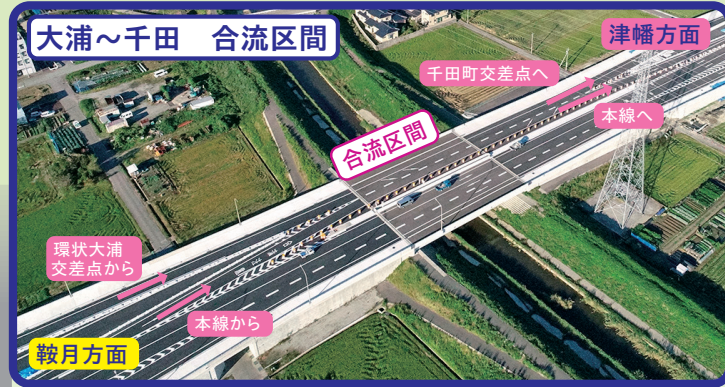 大浦～千田　合流区間
津幡方面
千田町交差点へ
本線へ
合流区間
環状大浦
交差点から
本線から
鞍月方面